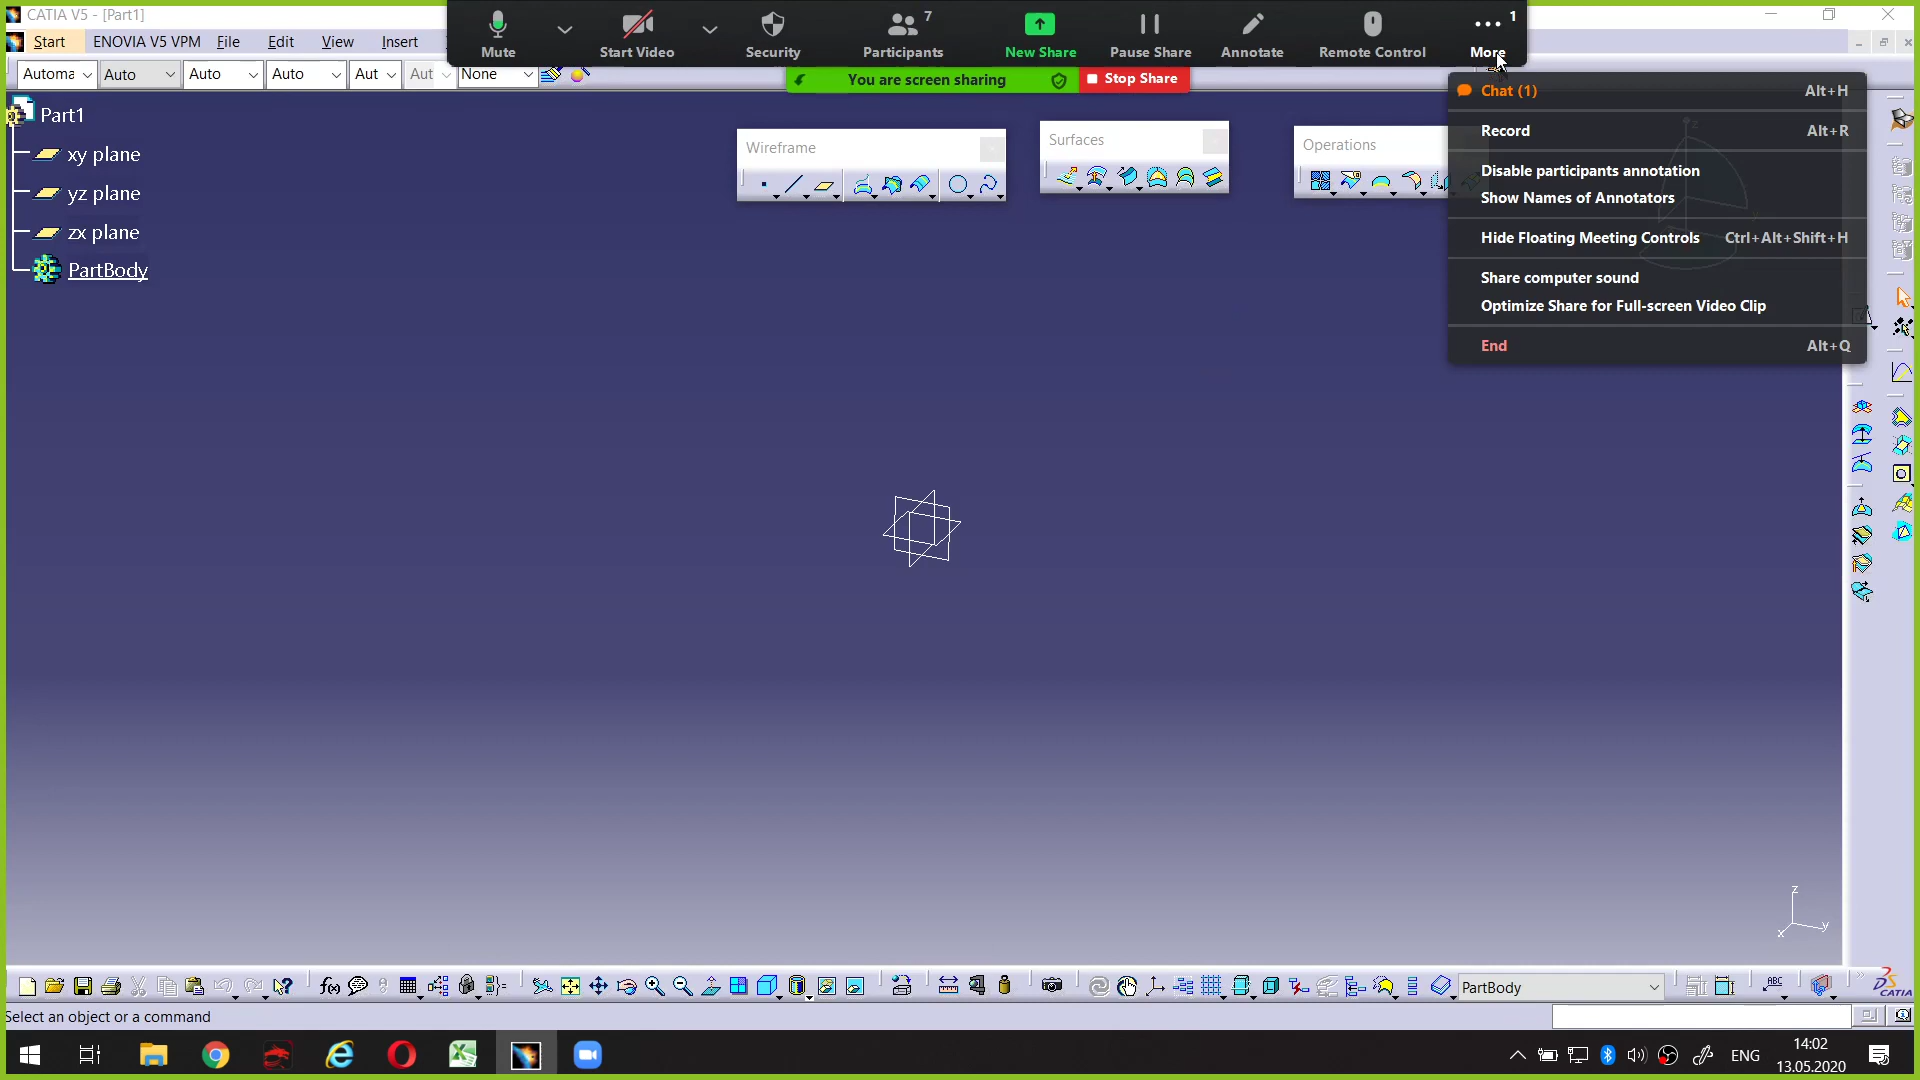 CATIA V5 - [Part1]
Start ENOVIA V5 VPM File Edit View Insert
Mute Start Video Security Participants 7 New Share Pause Share Annotate Remote Control More 1
Automa Auto Auto Auto Aut Aut None
You are screen sharing Stop Share
Part1
xy plane
yz plane
zx plane
PartBody
Wireframe
Surfaces
Operations
Chat (1) Alt+H
Record Alt+R
Disable participants annotation
Show Names of Annotators
Hide Floating Meeting Controls Ctrl+Alt+Shift+H
Share computer sound
Optimize Share for Full-screen Video Clip
End Alt+Q
z
z
y
x
f(x)
PartBody
ABC
CATIA
Select an object or a command
ENG
14:02
13.05.2020